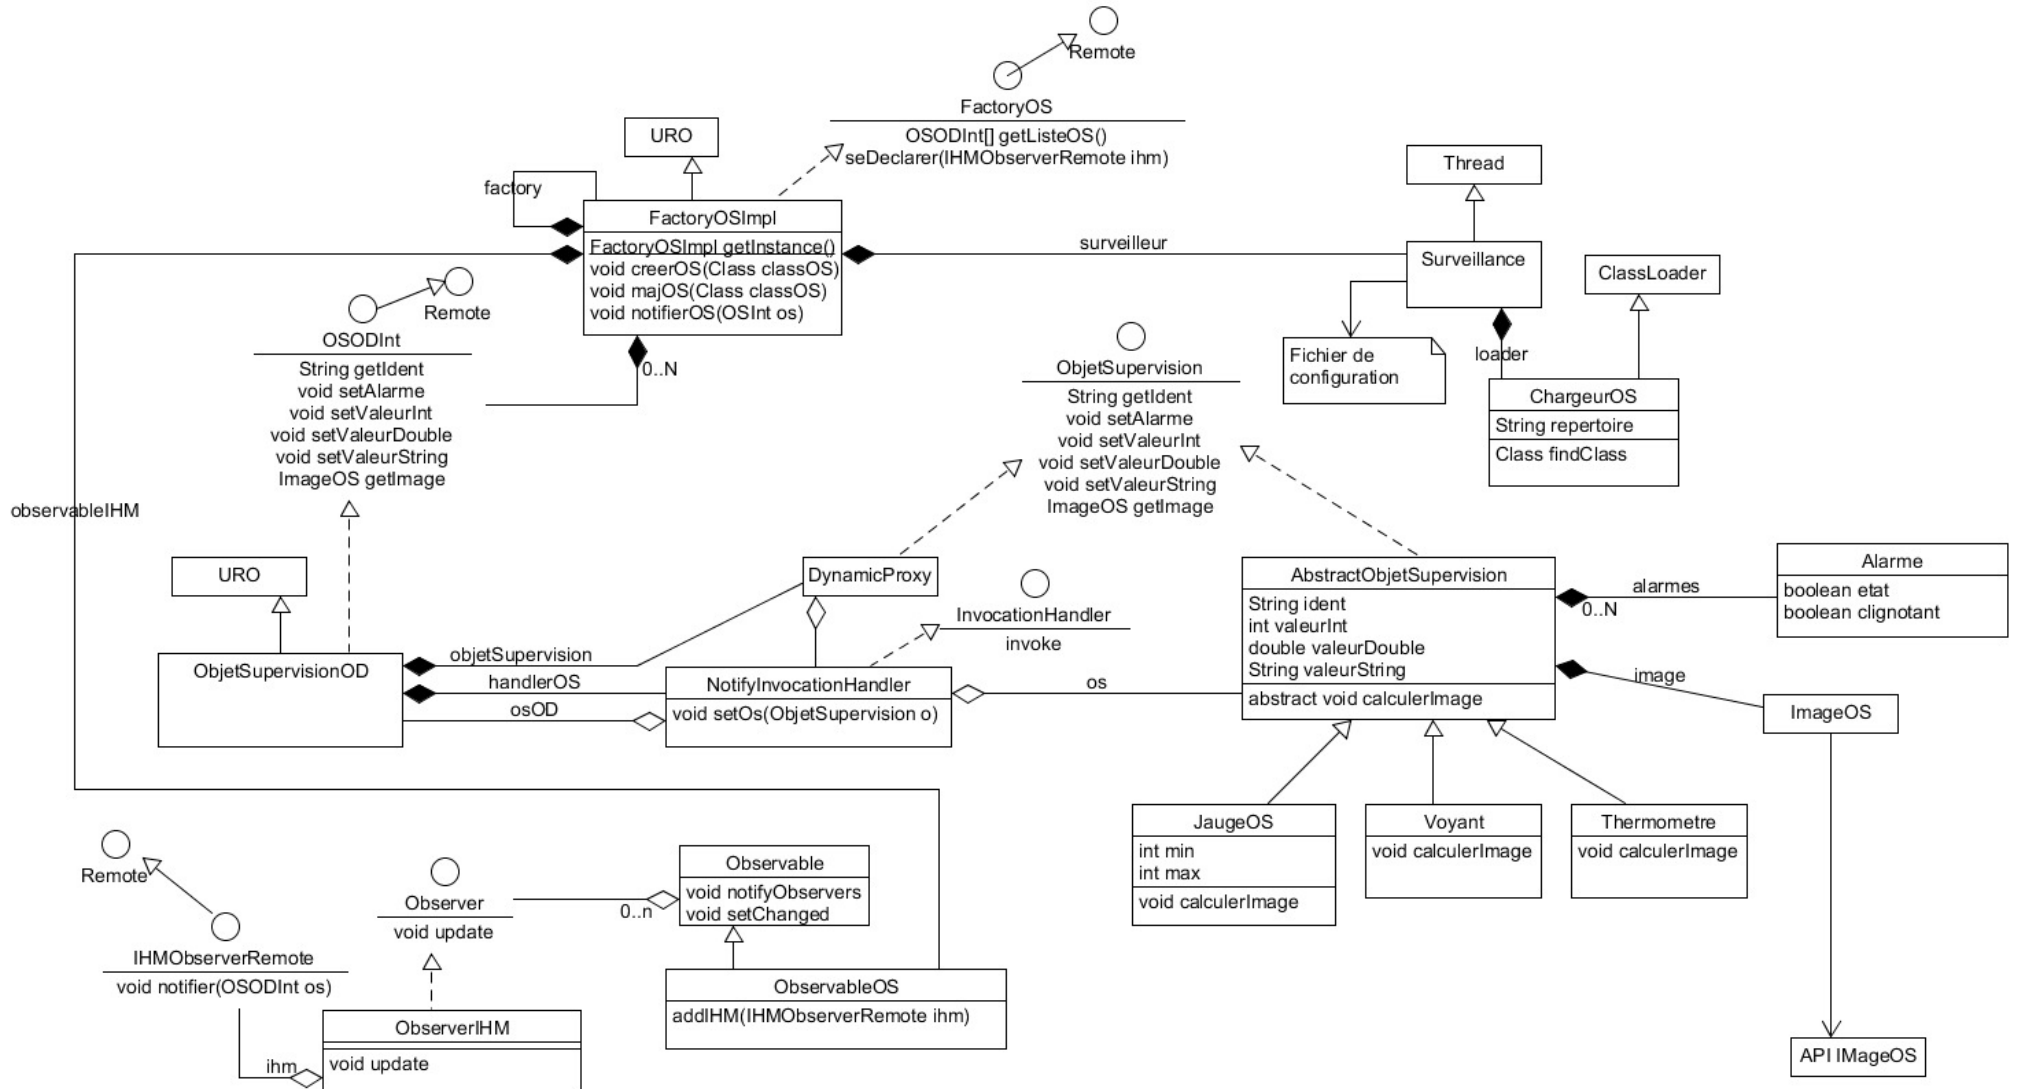 Remote
FactoryOS
OSODInt[] getListeOS()
seDeclarer(IHMObserverRemote ihm)
URO
factory
FactoryOSImpl
FactoryOSImpl getInstance()
void creerOS(Class classOS)
void majOS(Class classOS)
void notifierOS(OSInt os)
surveilleur
Thread
Surveillance
ClassLoader
Fichier de
configuration
loader
ChargeurOS
String repertoire
Class findClass
Remote
OSODInt
String getIdent
void setAlarme
void setValeurInt
void setValeurDouble
void setValeurString
ImageOS getImage
0..N
ObjetSupervision
String getIdent
void setAlarme
void setValeurInt
void setValeurDouble
void setValeurString
ImageOS getImage
observableIHM
URO
ObjetSupervisionOD
objetSupervision
handlerOS
osOD
DynamicProxy
InvocationHandler
invoke
NotifyInvocationHandler
void setOs(ObjetSupervision o)
os
AbstractObjetSupervision
String ident
int valeurInt
double valeurDouble
String valeurString
abstract void calculerImage
alarmes
0..N
Alarme
boolean etat
boolean clignotant
image
ImageOS
JaugeOS
int min
int max
void calculerImage
Voyant
void calculerImage
Thermometre
void calculerImage
API IMageOS
Remote
IHMObserverRemote
void notifier(OSODInt os)
Observer
void update
0..n
Observable
void notifyObservers
void setChanged
ObservableOS
addIHM(IHMObserverRemote ihm)
ObserverIHM
void update
ihm